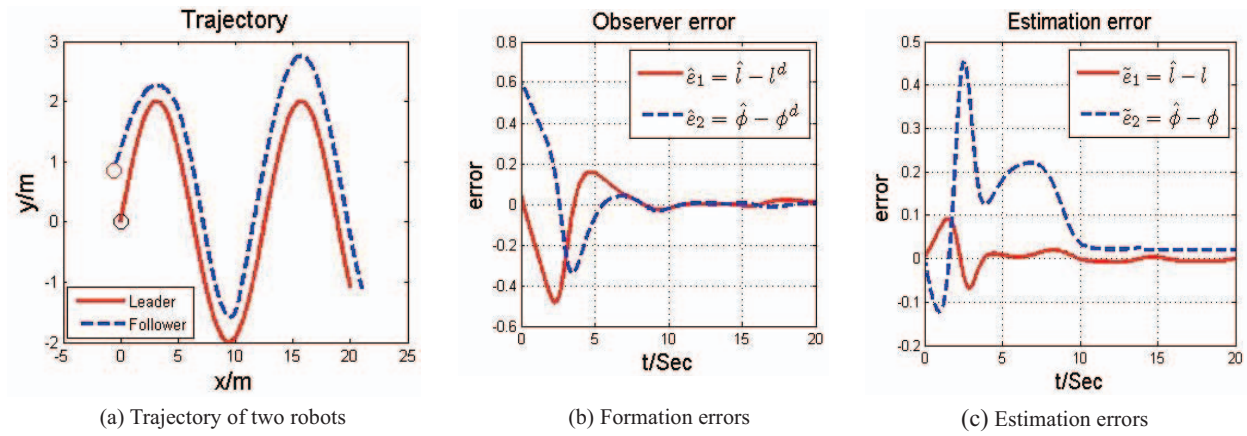 Trajectory
3
2
1
0
-1
-2
-5
0
5
10
15
20
25
y/m
x/m
Leader
Follower
(a) Trajectory of two robots
Observer error
0.8
0.6
0.4
0.2
0
-0.2
-0.4
-0.6
0
5
10
15
20
error
t/Sec
ê₁ = l̂ − lᵈ
ê₂ = ϕ̂ − ϕᵈ
(b) Formation errors
Estimation error
0.5
0.4
0.3
0.2
0.1
0
-0.1
-0.2
0
5
10
15
20
error
t/Sec
ẽ₁ = l̂ − l
ẽ₂ = ϕ̂ − ϕ
(c) Estimation errors